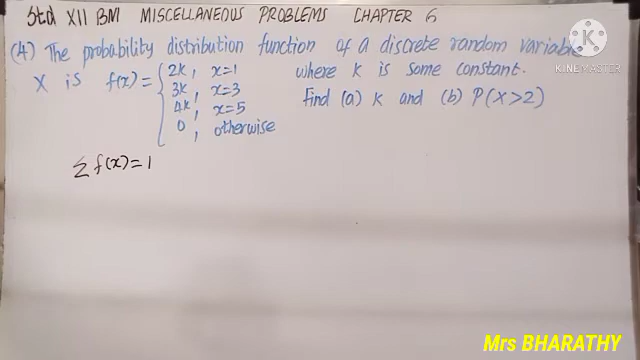 Std XII BM MISCELLANEOUS PROBLEMS CHAPTER 6
(4) The probability distribution function of a discrete random variable
X is f(x) = { 2k, x=1 where k is some constant.
3k, x=3 Find (a) k and (b) P(X>2)
4k, x=5
0, otherwise
Σ f(x) = 1
KINEMASTER
Mrs BHARATHY